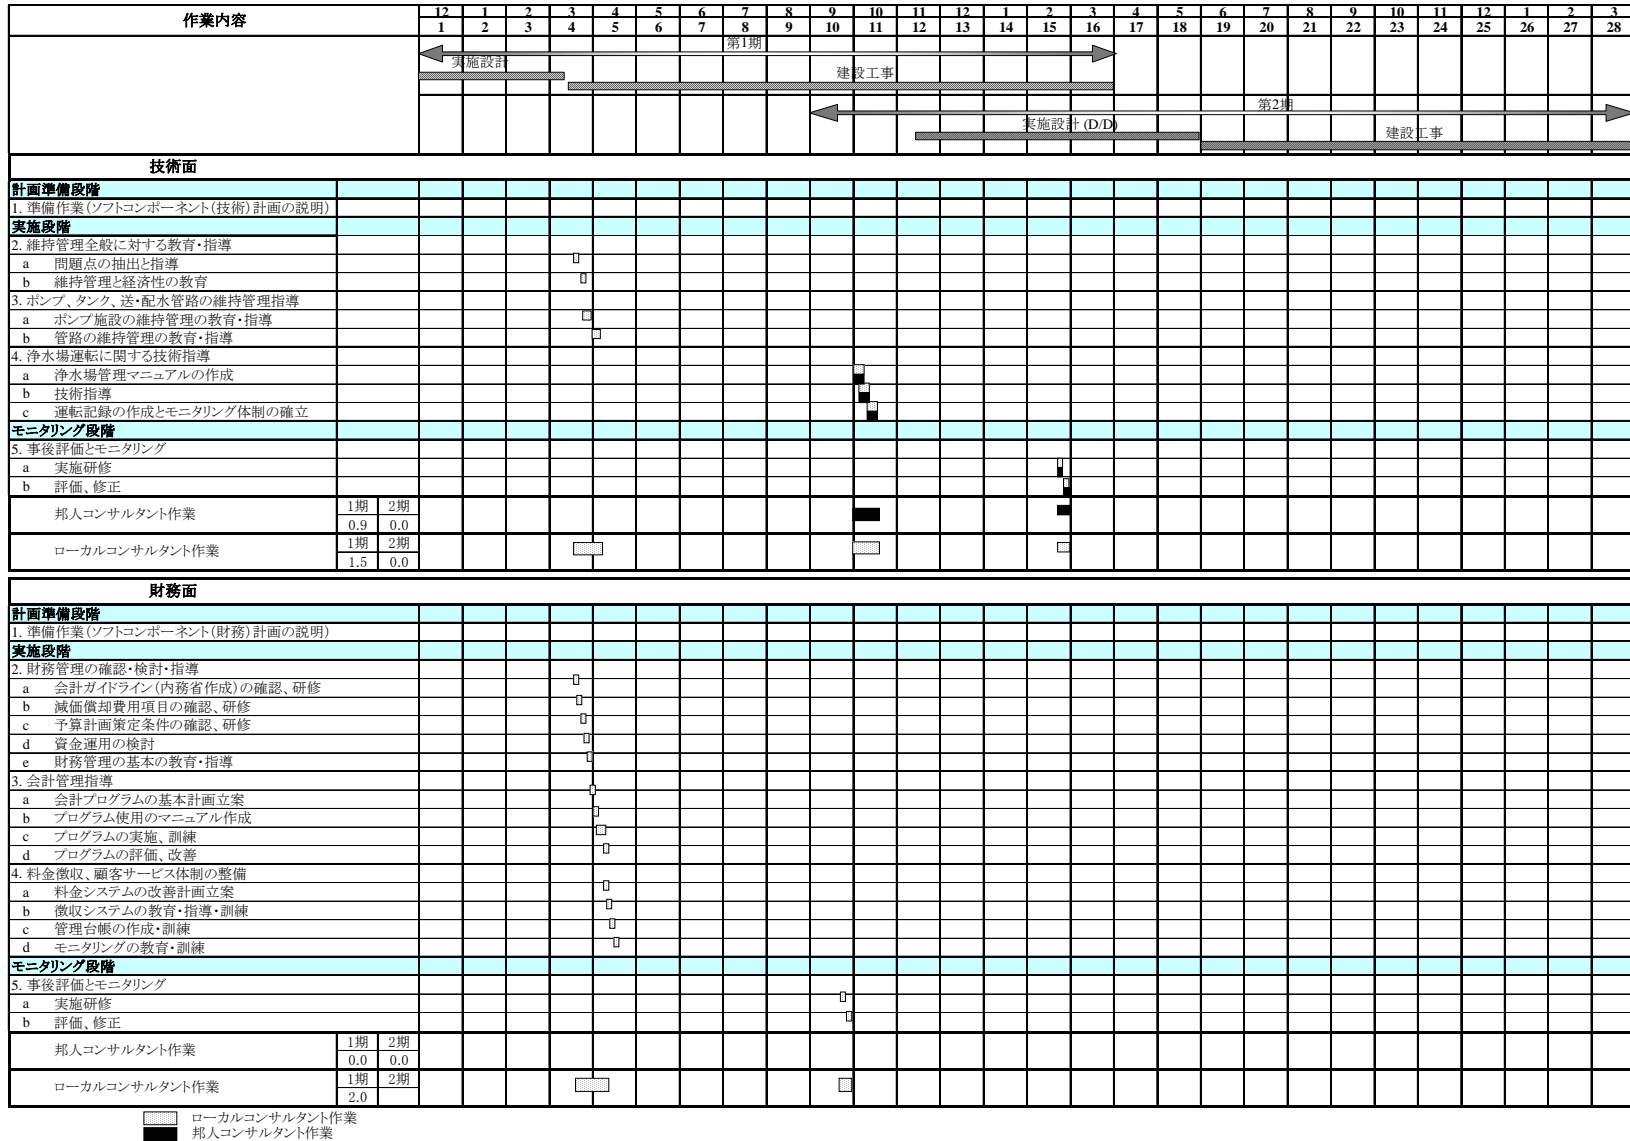 作業内容
12 1 2 3 4 5 6 7 8 9 10 11 12 1 2 3 4 5 6 7 8 9 10 11 12 1 2 3
1 2 3 4 5 6 7 8 9 10 11 12 13 14 15 16 17 18 19 20 21 22 23 24 25 26 27 28
第1期
実施設計
建設工事
第2期
実施設計 (D/D)
建設工事
技術面
計画準備段階
1. 準備作業(ソフトコンポーネント(技術)計画の説明)
実施段階
2. 維持管理全般に対する教育・指導
a 問題点の抽出と指導
b 維持管理と経済性の教育
3. ポンプ、タンク、送・配水管路の維持管理指導
a ポンプ施設の維持管理の教育・指導
b 管路の維持管理の教育・指導
4. 浄水場運転に関する技術指導
a 浄水場管理マニュアルの作成
b 技術指導
c 運転記録の作成とモニタリング体制の確立
モニタリング段階
5. 事後評価とモニタリング
a 実施研修
b 評価、修正
邦人コンサルタント作業 1期 2期
0.9 0.0
ローカルコンサルタント作業 1期 2期
1.5 0.0
財務面
計画準備段階
1. 準備作業(ソフトコンポーネント(財務)計画の説明)
実施段階
2. 財務管理の確認・検討・指導
a 会計ガイドライン(内務省作成)の確認、研修
b 減価償却費用項目の確認、研修
c 予算計画策定条件の確認、研修
d 資金運用の検討
e 財務管理の基本の教育・指導
3. 会計管理指導
a 会計プログラムの基本計画立案
b プログラム使用のマニュアル作成
c プログラムの実施、訓練
d プログラムの評価、改善
4. 料金徴収、顧客サービス体制の整備
a 料金システムの改善計画立案
b 徴収システムの教育・指導・訓練
c 管理台帳の作成・訓練
d モニタリングの教育・訓練
モニタリング段階
5. 事後評価とモニタリング
a 実施研修
b 評価、修正
邦人コンサルタント作業 1期 2期
0.0 0.0
ローカルコンサルタント作業 1期 2期
2.0
ローカルコンサルタント作業
邦人コンサルタント作業